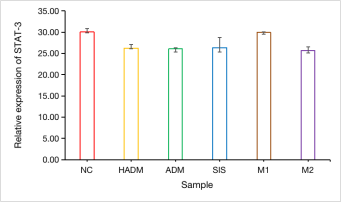 Relative expression of STAT-3
35.00
30.00
25.00
20.00
15.00
10.00
5.00
0.00
NC HADM ADM SIS M1 M2
Sample